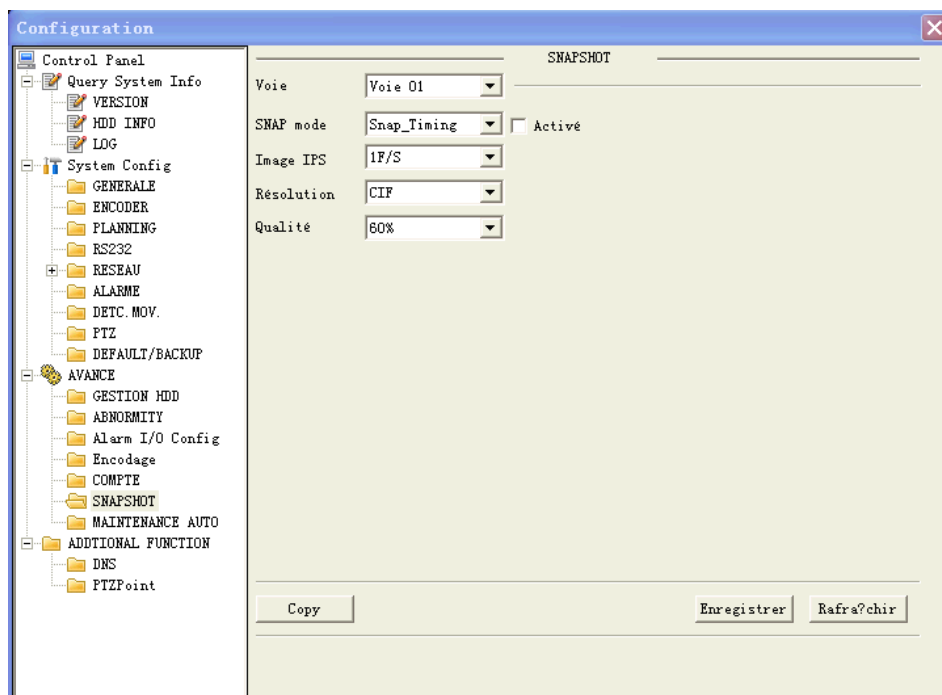 Configuration
Control Panel
Query System Info
VERSION
HDD INFO
LOG
System Config
GENERALE
ENCODER
PLANNING
RS232
RESEAU
ALARME
DETC.MOV.
PTZ
DEFAULT/BACKUP
AVANCE
GESTION HDD
ABNORMITY
Alarm I/O Config
Encodage
COMPTE
SNAPSHOT
MAINTENANCE AUTO
ADDTIONAL FUNCTION
DNS
PTZPoint
SNAPSHOT
Voie Voie 01
SNAP mode Snap_Timing Activé
Image IPS 1F/S
Résolution CIF
Qualité 60%
Copy Enregistrer Rafra?chir